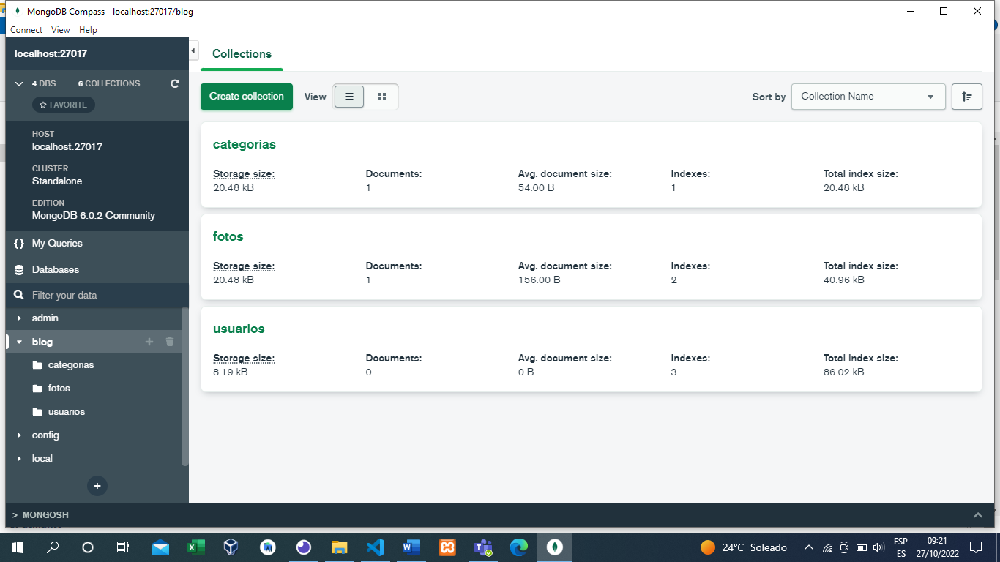 MongoDB Compass - localhost:27017/blog
Connect View Help
localhost:27017
4 DBS 6 COLLECTIONS
FAVORITE
HOST
localhost:27017
CLUSTER
Standalone
EDITION
MongoDB 6.0.2 Community
{} My Queries
Databases
Filter your data
admin
blog
categorias
fotos
usuarios
config
local
+
Collections
Create collection View Sort by Collection Name
categorias
Storage size: Documents: Avg. document size: Indexes: Total index size:
20.48 kB 1 54.00 B 1 20.48 kB
fotos
Storage size: Documents: Avg. document size: Indexes: Total index size:
20.48 kB 1 156.00 B 2 40.96 kB
usuarios
Storage size: Documents: Avg. document size: Indexes: Total index size:
8.19 kB 0 0 B 3 86.02 kB
>_MONGOSH
24°C Soleado
ESP
ES
09:21
27/10/2022